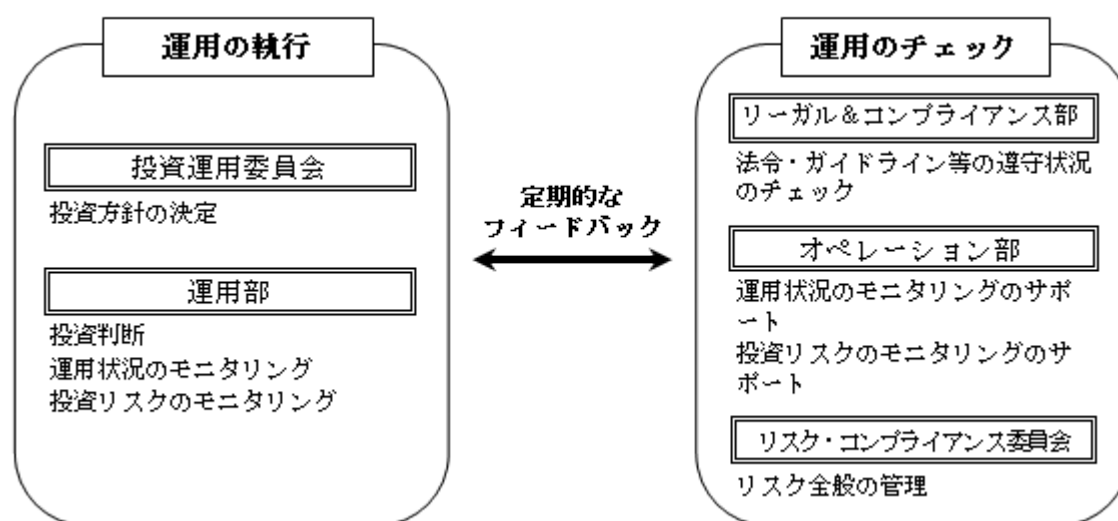 運用の執行
投資運用委員会
投資方針の決定
運用部
投資判断
運用状況のモニタリング
投資リスクのモニタリング
定期的な
フィードバック
運用のチェック
リーガル&コンプライアンス部
法令・ガイドライン等の遵守状況
のチェック
オペレーション部
運用状況のモニタリングのサポ
ート
投資リスクのモニタリングのサ
ポート
リスク・コンプライアンス委員会
リスク全般の管理